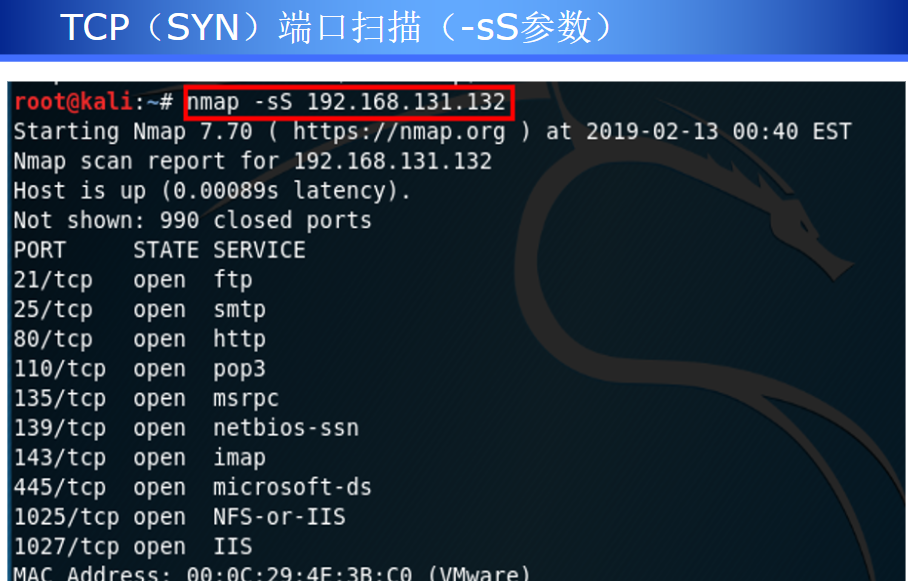 TCP（SYN）端口扫描（-sS参数）
root@kali:~# nmap -sS 192.168.131.132
Starting Nmap 7.70 ( https://nmap.org ) at 2019-02-13 00:40 EST
Nmap scan report for 192.168.131.132
Host is up (0.00089s latency).
Not shown: 990 closed ports
PORT     STATE SERVICE
21/tcp   open  ftp
25/tcp   open  smtp
80/tcp   open  http
110/tcp  open  pop3
135/tcp  open  msrpc
139/tcp  open  netbios-ssn
143/tcp  open  imap
445/tcp  open  microsoft-ds
1025/tcp open  NFS-or-IIS
1027/tcp open  IIS
MAC Address: 00:0C:29:4E:3B:C0 (VMware)